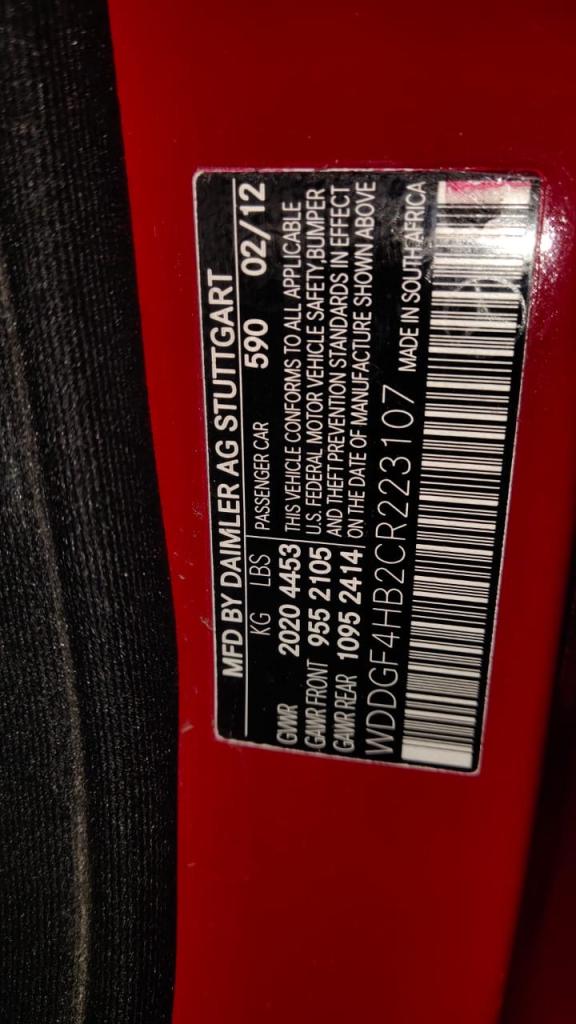 MFD BY DAIMLER AG STUTTGART
KG LBS PASSENGER CAR 590 02/12
GWR 2020 4453 THIS VEHICLE CONFORMS TO ALL APPLICABLE
GAWR FRONT 955 2105 U.S. FEDERAL MOTOR VEHICLE SAFETY,BUMPER
GAWR REAR 1095 2414 AND THEFT PREVENTION STANDARDS IN EFFECT
ON THE DATE OF MANUFACTURE SHOWN ABOVE
WDDGF4HB2CR223107 MADE IN SOUTH AFRICA